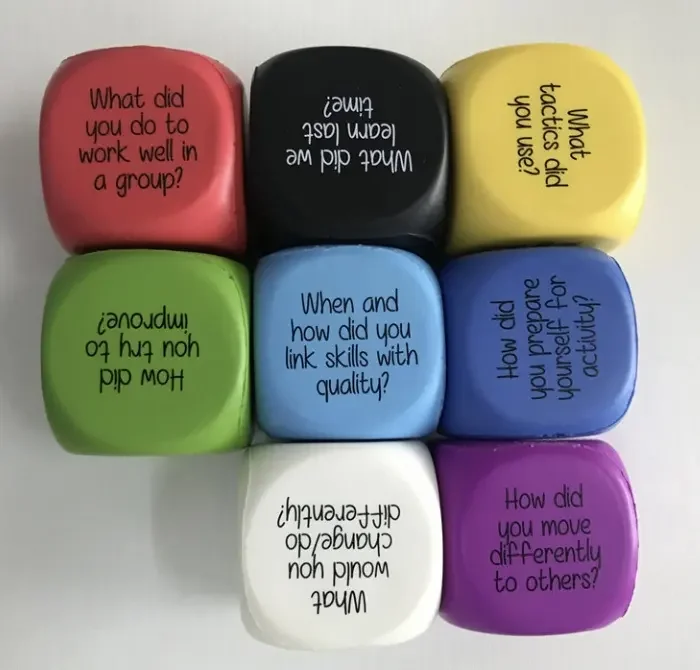 What did
you do to
work well in
a group?
What did we
learn last
time?
What
tactics did
you use?
How did
you try to
improve?
When and
how did you
link skills with
quality?
How did
you prepare
yourself for
activity?
What
would you
change/do
differently?
How did
you move
differently
to others?